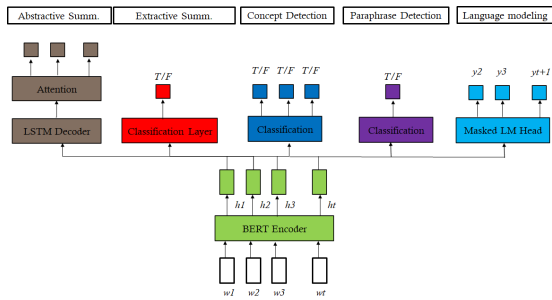 Abstractive Summ. Extractive Summ. Concept Detection Paraphrase Detection Language modeling
T/F T/F T/F T/F T/F y2 y3 yt+1
Attention
LSTM Decoder Classification Layer Classification Classification Masked LM Head
h1 h2 h3 ht
BERT Encoder
w1 w2 w3 wt